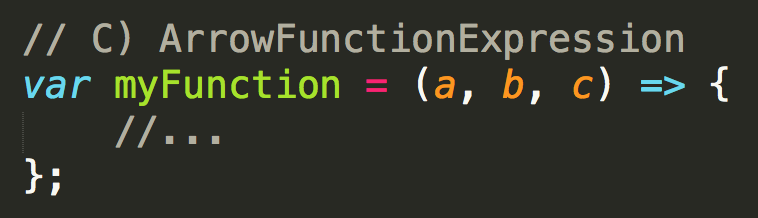 // C) ArrowFunctionExpression
var myFunction = (a, b, c) => {
    //...
};